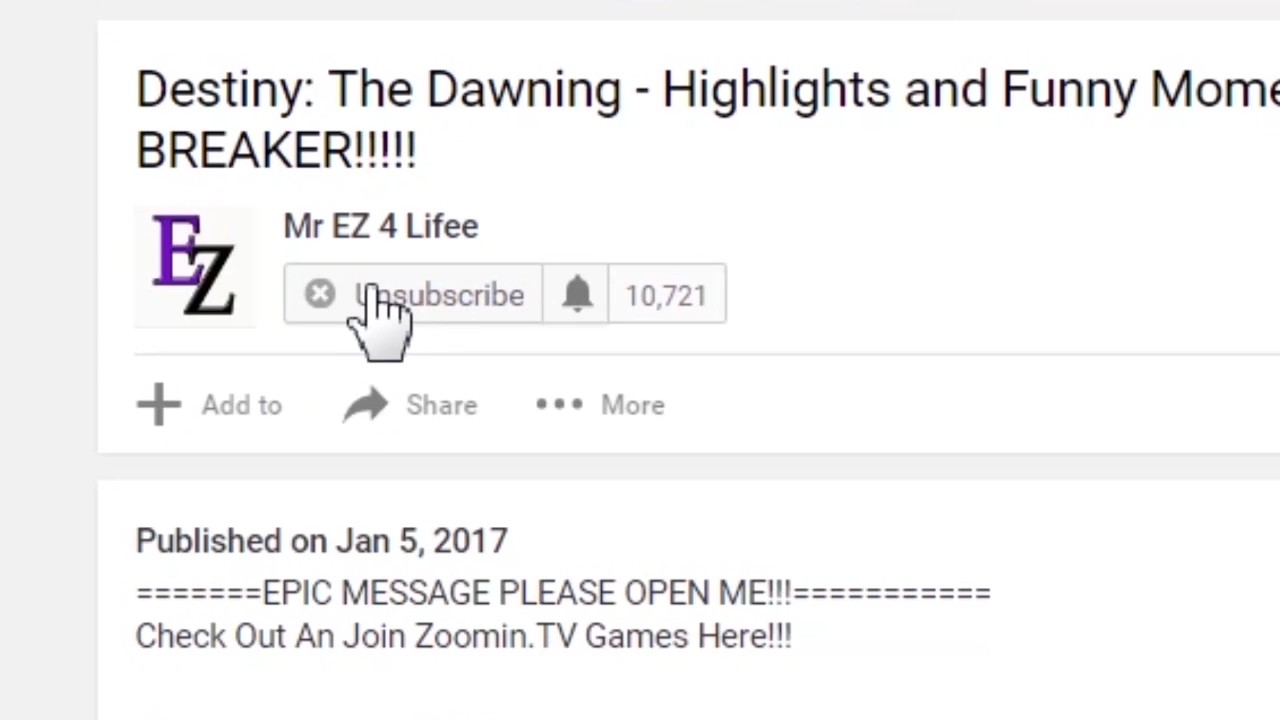 Destiny: The Dawning - Highlights and Funny Mome
BREAKER!!!!!
EZ
Mr EZ 4 Lifee
Unsubscribe 10,721
Add to Share More
Published on Jan 5, 2017
=======EPIC MESSAGE PLEASE OPEN ME!!!===========
Check Out An Join Zoomin.TV Games Here!!!